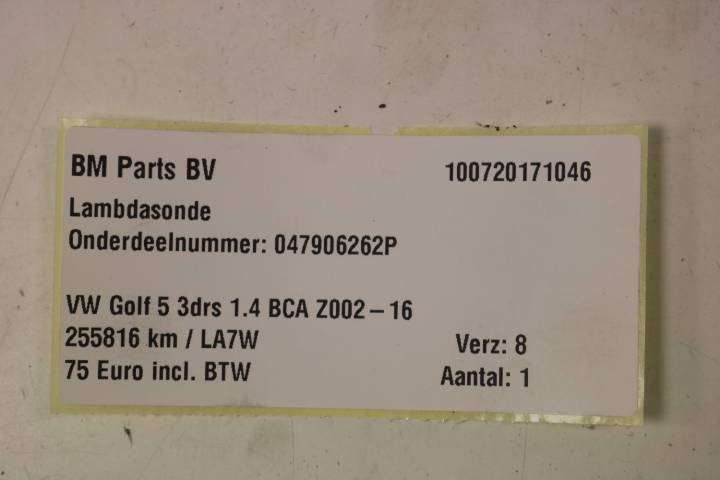 BM Parts BV 100720171046
Lambdasonde
Onderdeelnummer: 047906262P
VW Golf 5 3drs 1.4 BCA Z002-16
255816 km / LA7W Verz: 8
75 Euro incl. BTW Aantal: 1